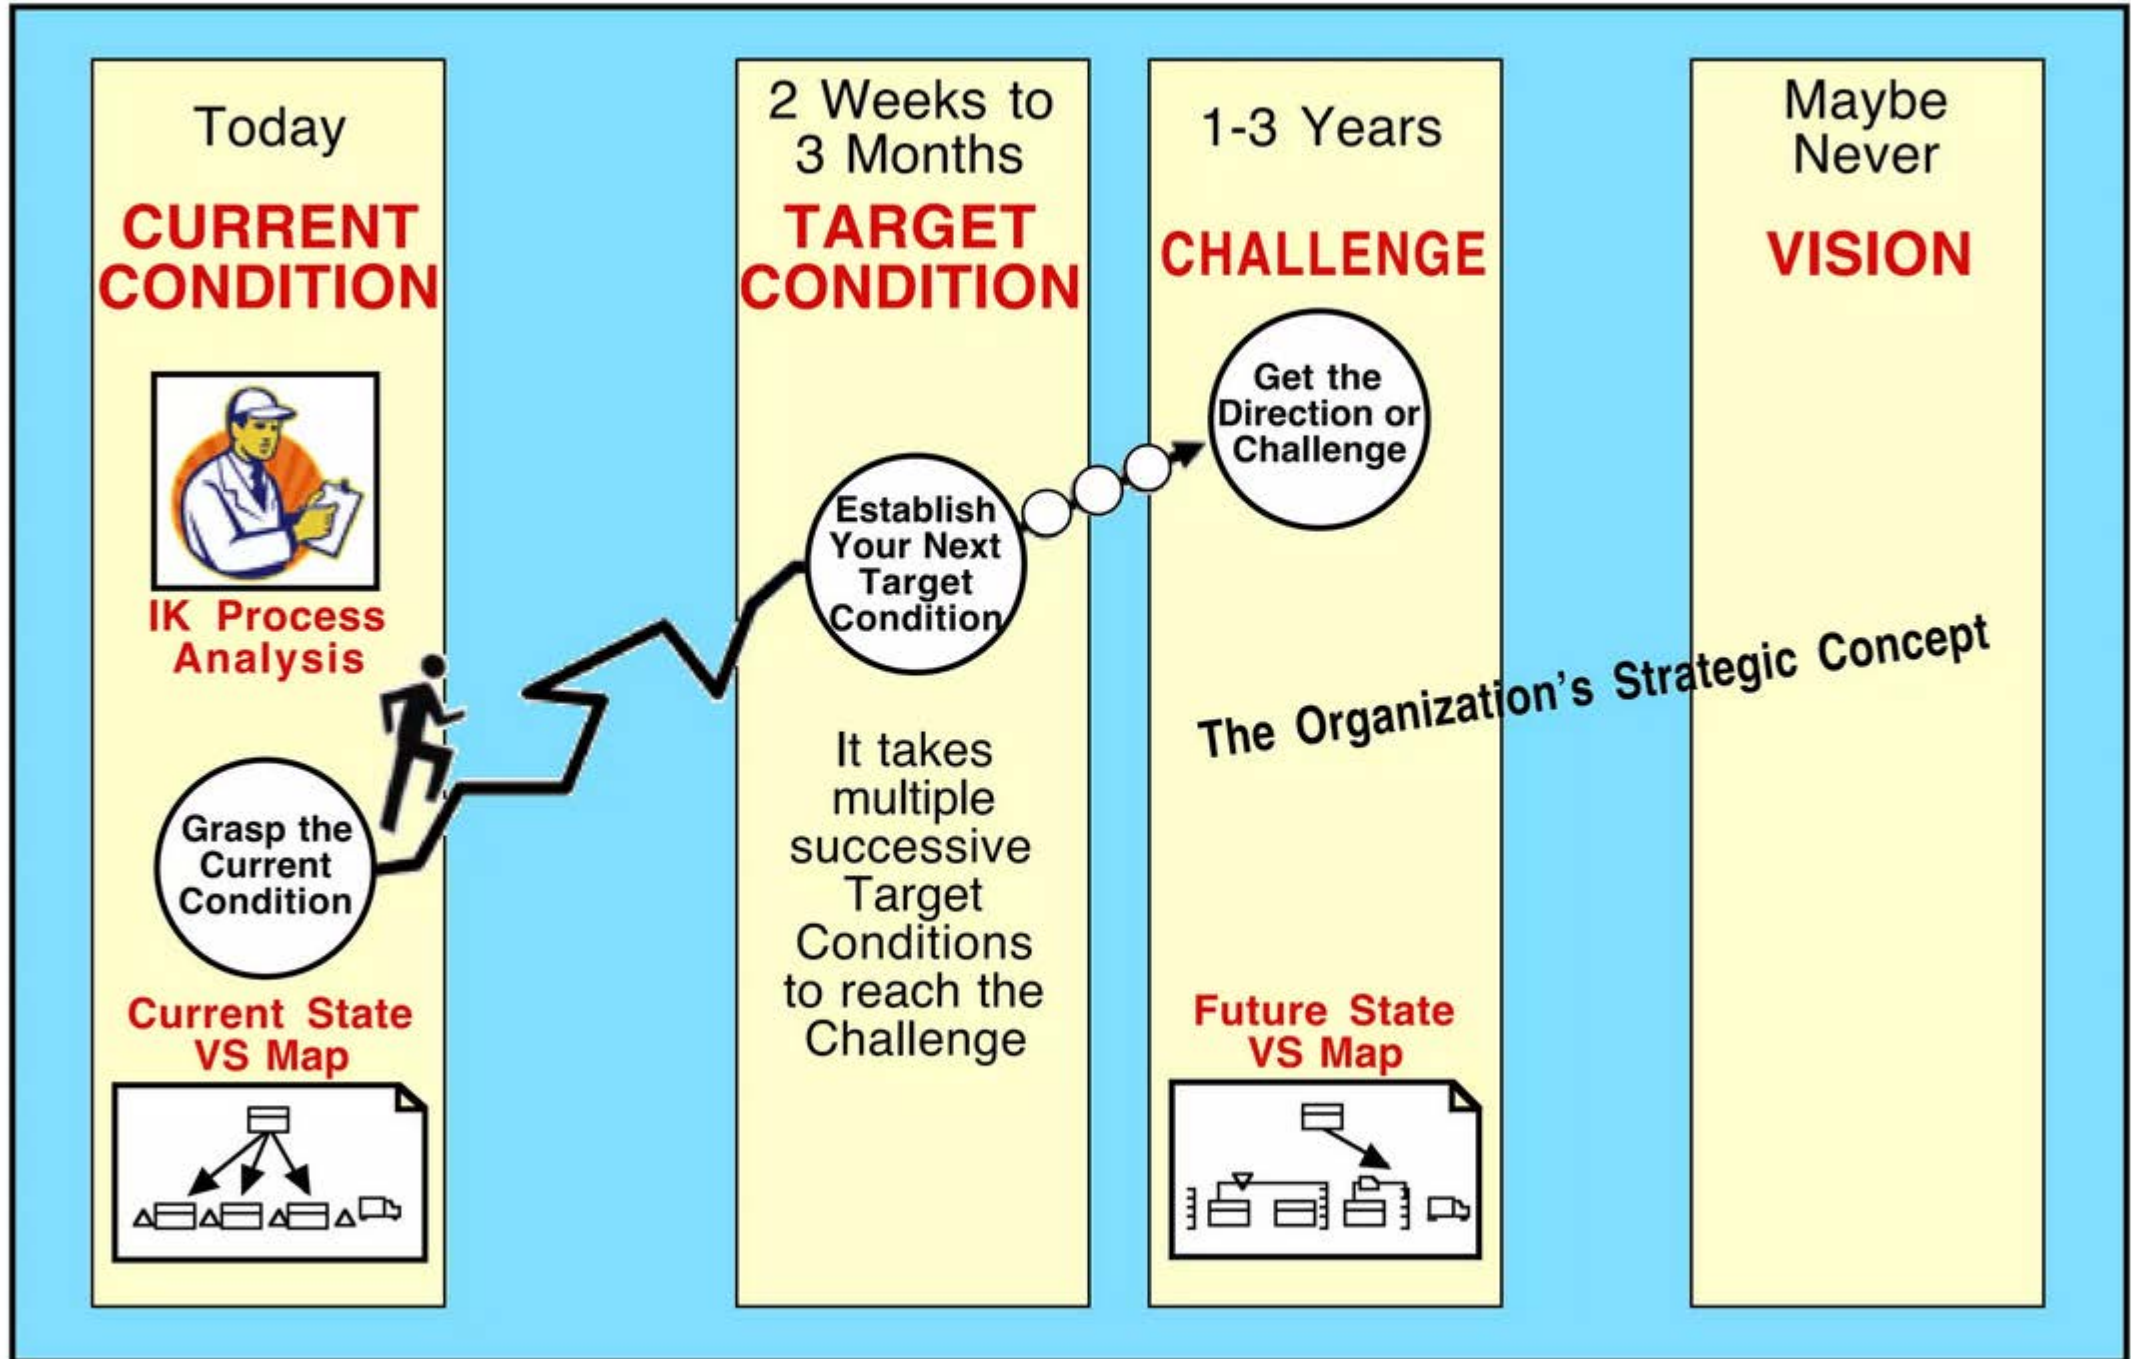 Today
CURRENT
CONDITION
IK Process
Analysis
Grasp the
Current
Condition
Current State
VS Map
2 Weeks to
3 Months
TARGET
CONDITION
Establish
Your Next
Target
Condition
It takes
multiple
successive
Target
Conditions
to reach the
Challenge
1-3 Years
CHALLENGE
Get the
Direction or
Challenge
The Organization's Strategic Concept
Future State
VS Map
Maybe
Never
VISION